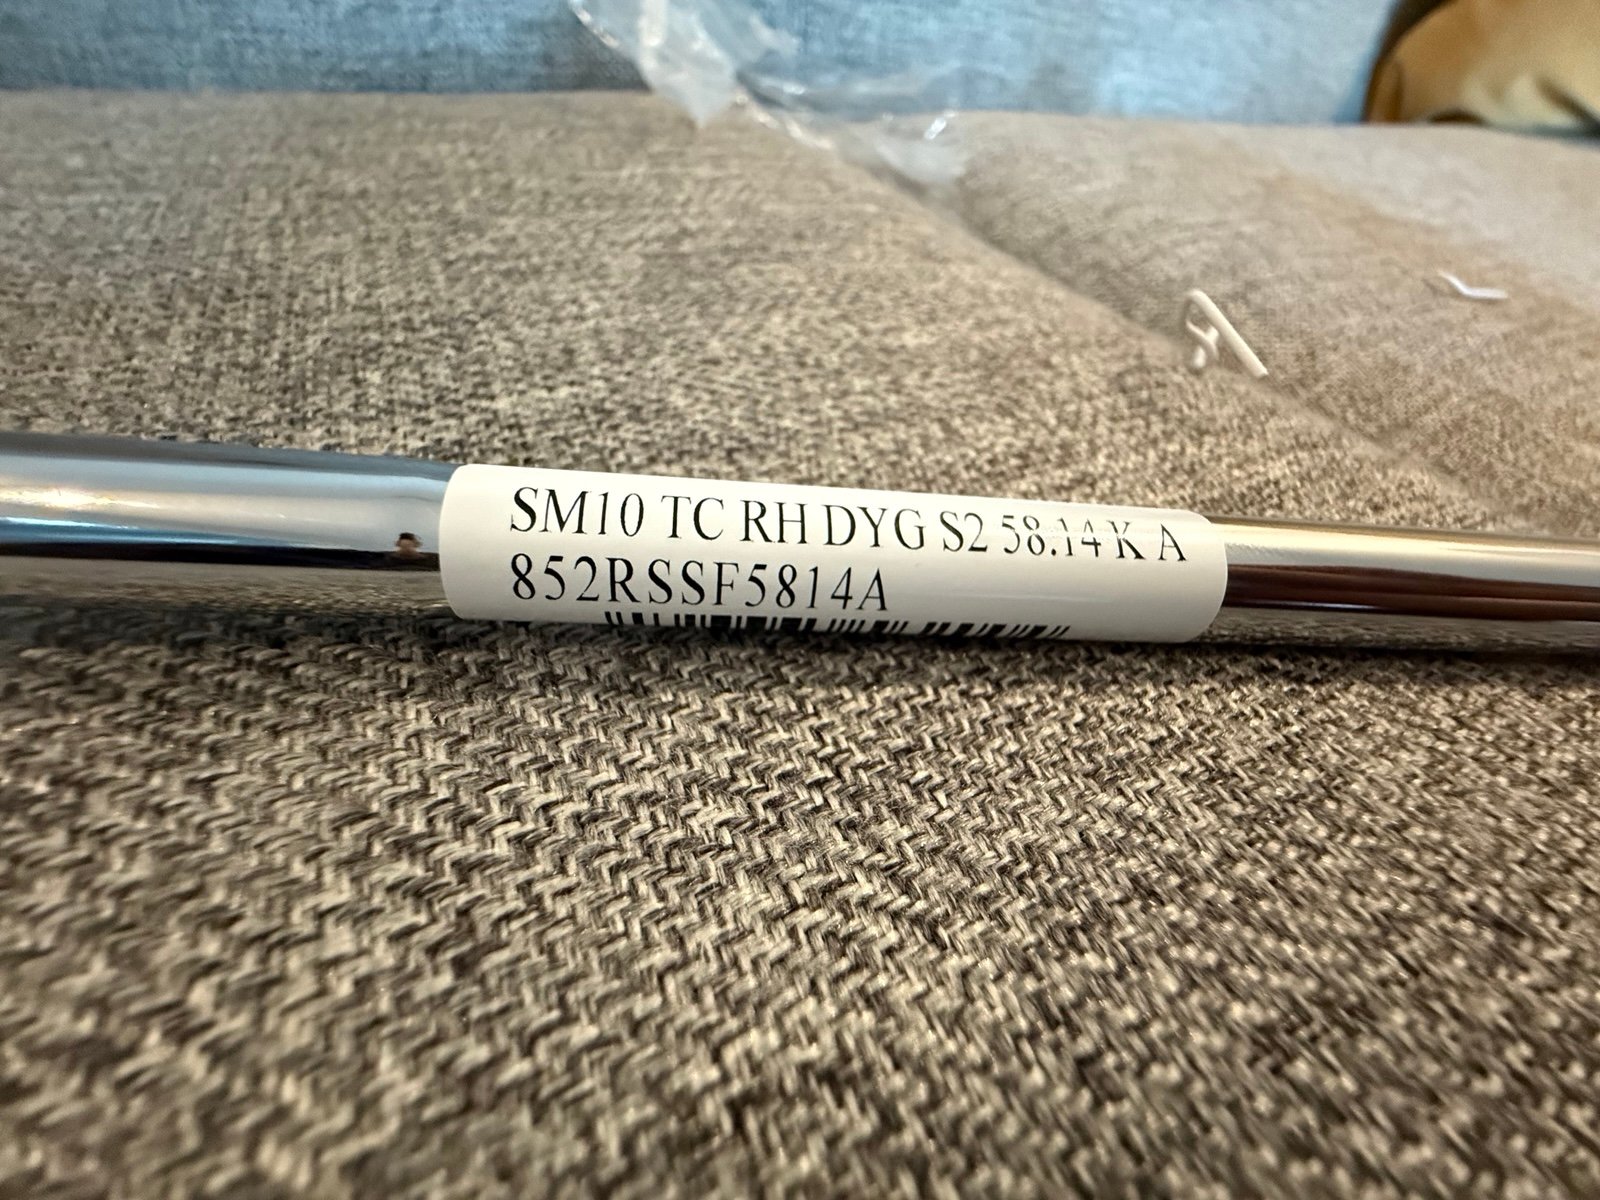 SM10 TC RH DYG S2 58.14 K A
852RSSF5814A